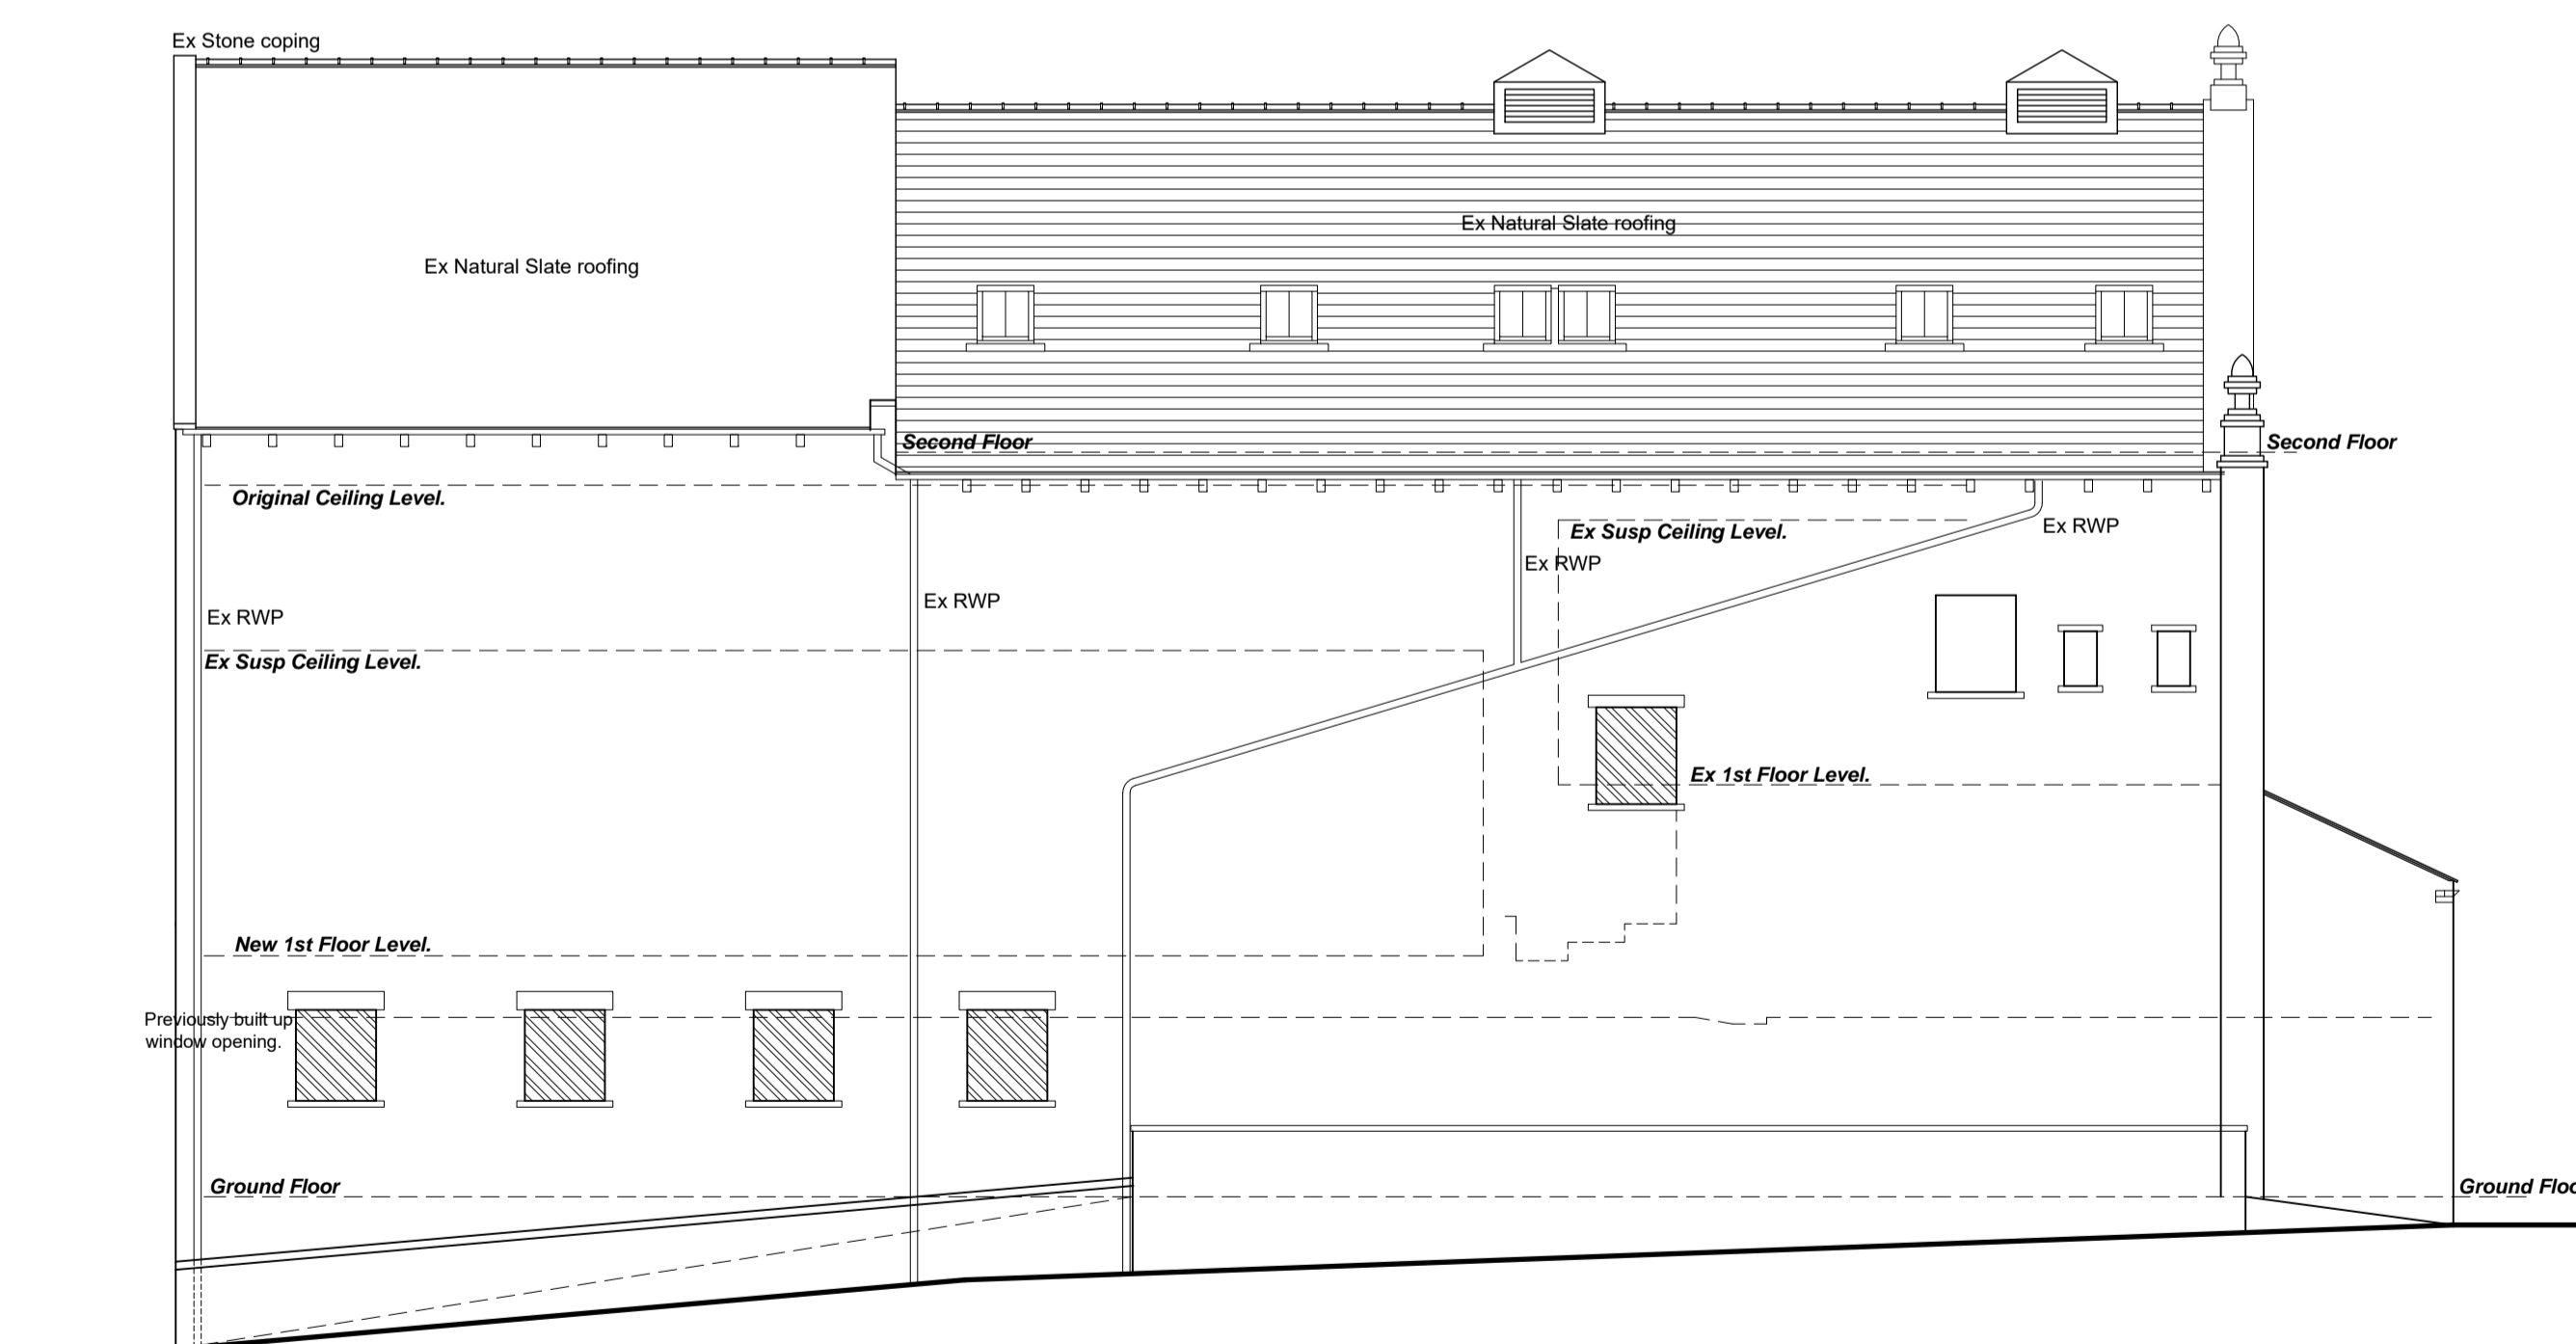 Ex Stone coping
Ex Natural Slate roofing
Ex Natural Slate roofing
Second Floor
Second Floor
Original Ceiling Level.
Ex Susp Ceiling Level.
Ex RWP
Ex RWP
Ex RWP
Ex RWP
Ex Susp Ceiling Level.
Ex 1st Floor Level.
New 1st Floor Level.
Previously built up
window opening.
Ground Floor
Ground Floo